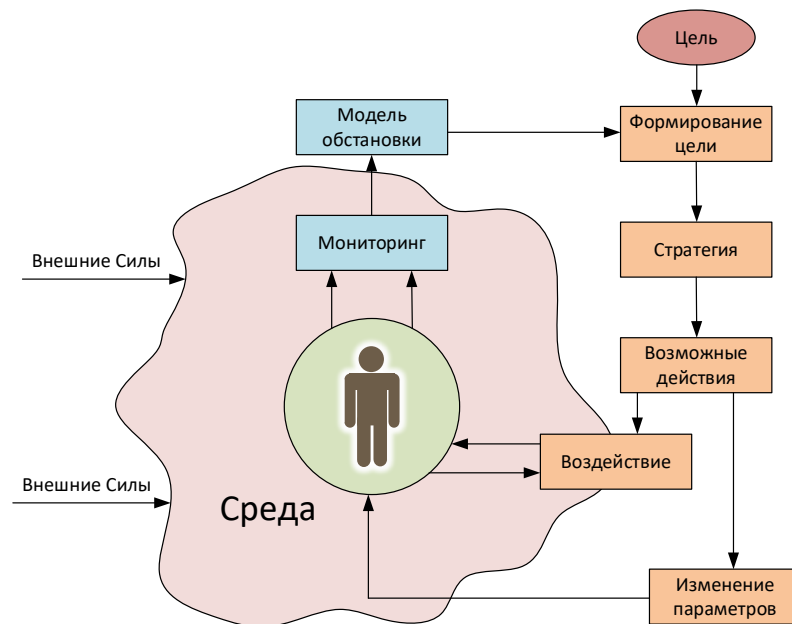 Цель
Модель
обстановки
Формирование
цели
Мониторинг
Стратегия
Внешние Силы
Возможные
действия
Воздействие
Внешние Силы
Среда
Изменение
параметров